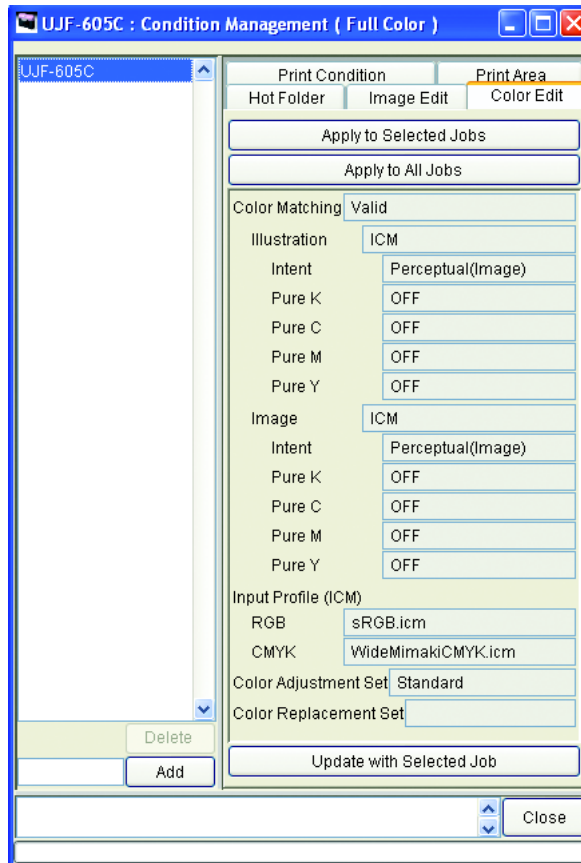 UJF-605C : Condition Management ( Full Color )
UJF-605C
Print Condition Print Area
Hot Folder Image Edit Color Edit
Apply to Selected Jobs
Apply to All Jobs
Color Matching Valid
Illustration ICM
Intent Perceptual(Image)
Pure K OFF
Pure C OFF
Pure M OFF
Pure Y OFF
Image ICM
Intent Perceptual(Image)
Pure K OFF
Pure C OFF
Pure M OFF
Pure Y OFF
Input Profile (ICM)
RGB sRGB.icm
CMYK WideMimakiCMYK.icm
Color Adjustment Set Standard
Color Replacement Set
Delete
Add
Update with Selected Job
Close